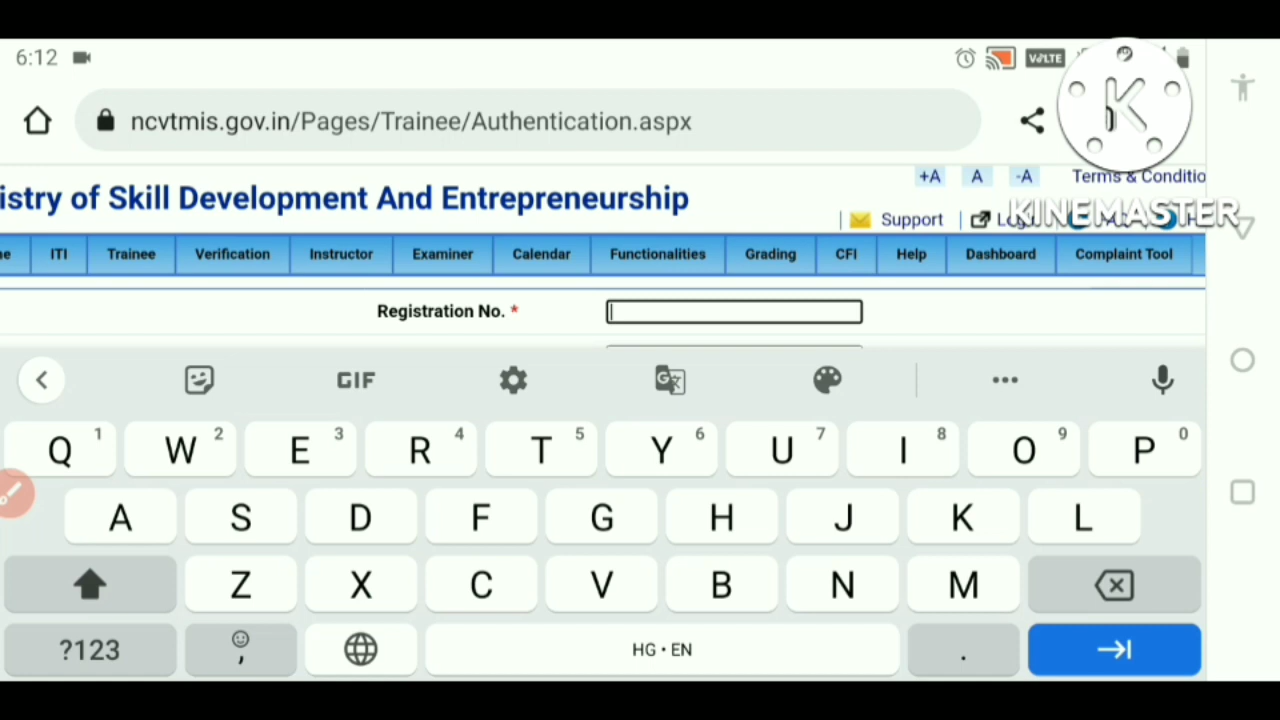 6:12
VoLTE
ncvtmis.gov.in/Pages/Trainee/Authentication.aspx
K
+A A -A Terms & Conditio
istry of Skill Development And Entrepreneurship
Support
KINEMASTER
ne ITI Trainee Verification Instructor Examiner Calendar Functionalities Grading CFI Help Dashboard Complaint Tool
Registration No. *
GIF
Q 1 W 2 E 3 R 4 T 5 Y 6 U 7 I 8 O 9 P 0
A S D F G H J K L
Z X C V B N M
?123 , HG • EN .